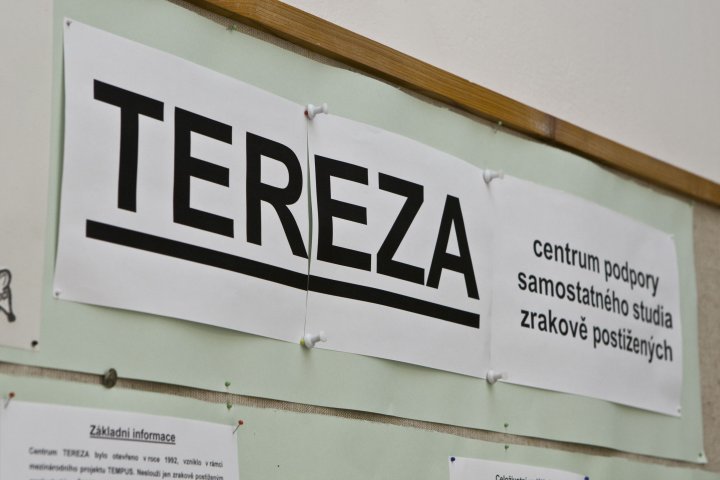 TEREZA
centrum podpory
samostatného studia
zrakově postižených
Základní informace
Centrum TEREZA bylo otevřeno v roce 1992, vzniklo v rámci
mezinárodního projektu TEMPUS. Neslouží jen zrakově postiženým